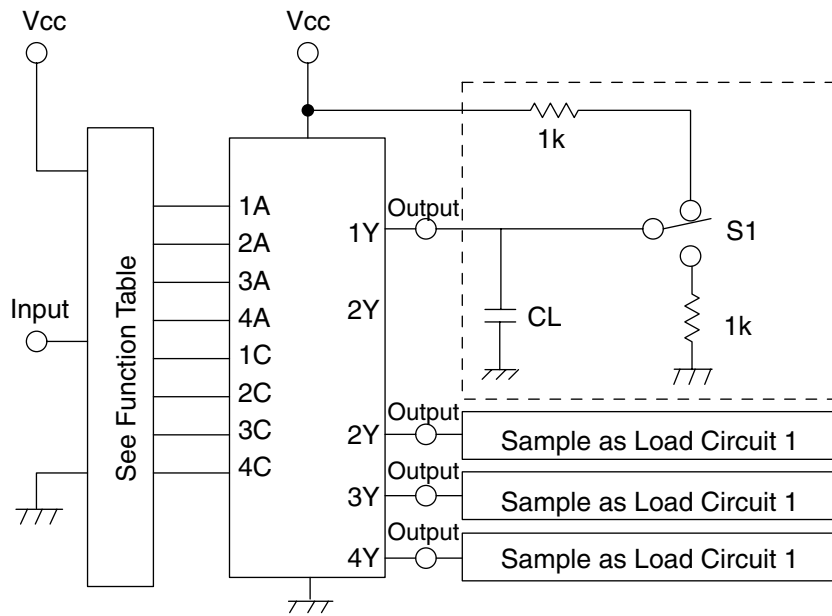 Vcc
Vcc
1k
See Function Table
1A
2A
3A
4A
1C
2C
3C
4C
Input
1Y
2Y
2Y
3Y
4Y
Output
S1
CL
1k
Output
Sample as Load Circuit 1
Output
Sample as Load Circuit 1
Output
Sample as Load Circuit 1